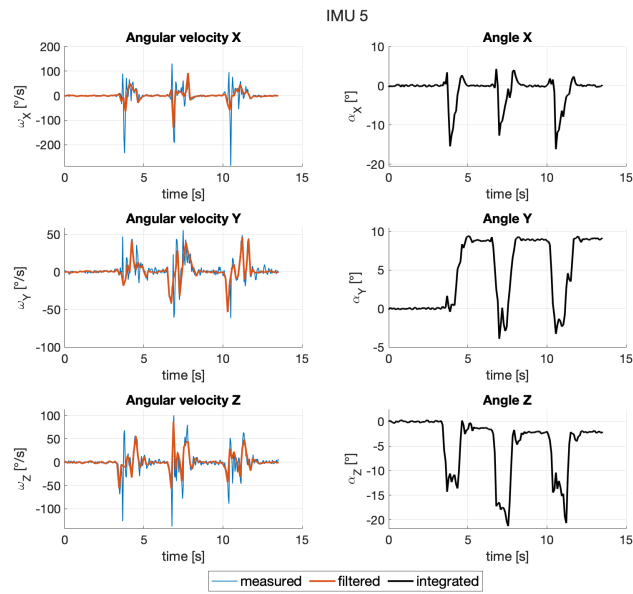 IMU 5
Angular velocity X
ω_X [°/s]
200
100
0
-100
-200
0 5 10 15
time [s]
Angle X
α_X [°]
10
0
-10
-20
0 5 10 15
time [s]
Angular velocity Y
ω_Y [°/s]
50
0
-50
-100
0 5 10 15
time [s]
Angle Y
α_Y [°]
10
5
0
-5
0 5 10 15
time [s]
Angular velocity Z
ω_Z [°/s]
100
50
0
-50
-100
0 5 10 15
time [s]
Angle Z
α_Z [°]
0
-5
-10
-15
-20
0 5 10 15
time [s]
measured filtered integrated